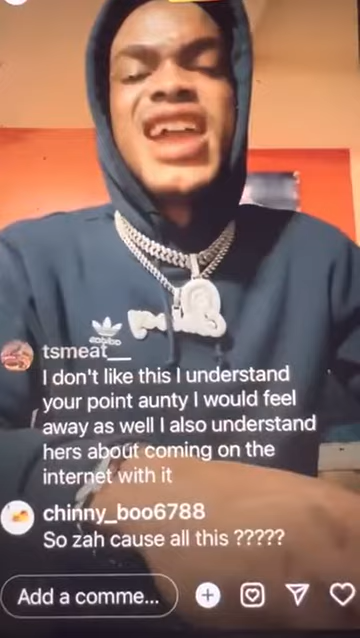 adidas
tsmeat__
I don't like this I understand
your point aunty I would feel
away as well I also understand
hers about coming on the
internet with it
chinny_boo6788
So zah cause all this ?????
Add a comme...